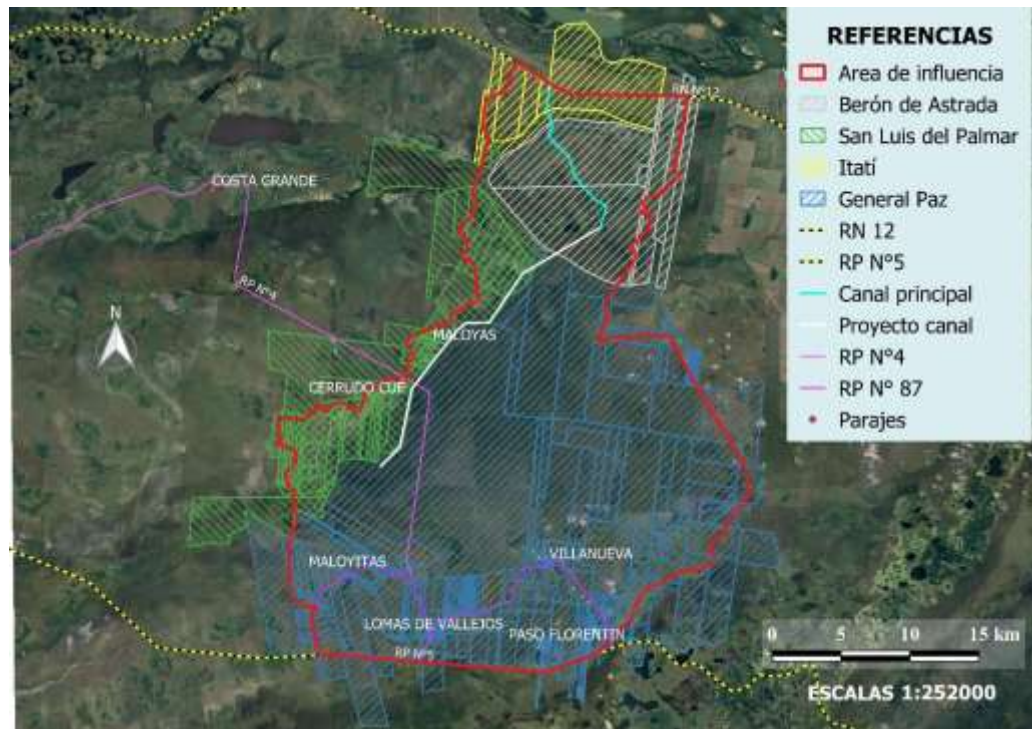 REFERENCIAS
Area de influencia
Berón de Astrada
San Luis del Palmar
Itatí
General Paz
RN 12
RP N°5
Canal principal
Proyecto canal
RP N°4
RP N° 87
Parajes
RN N°12
COSTA GRANDE
RP N°4
N
MALOYAS
CERRUDO CUE
MALOYITAS
VILLANUEVA
LOMAS DE VALLEJOS
PASO FLORENTIN
RP N°5
0 5 10 15 km
ESCALAS 1:252000